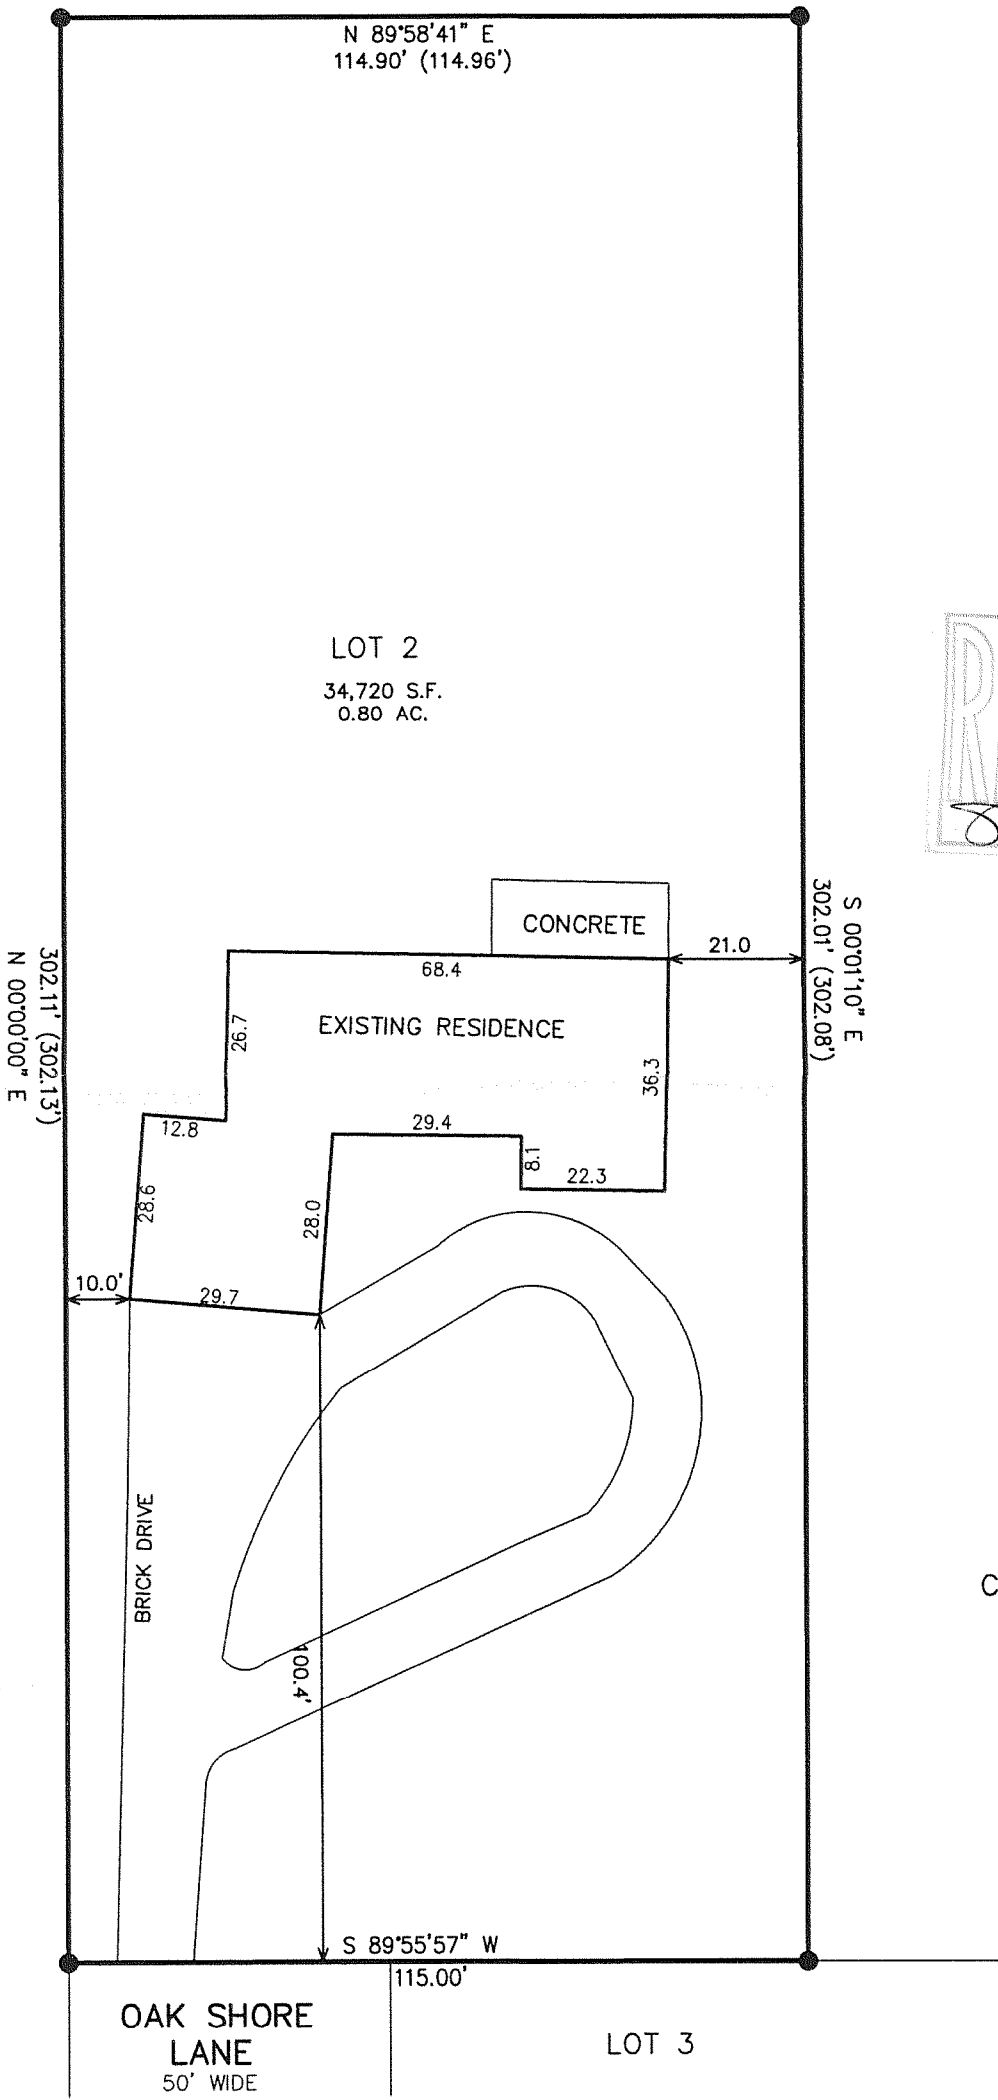 N 89°58'41" E
114.90' (114.96')
LOT 2
34,720 S.F.
0.80 AC.
S 00°01'10" E
302.01' (302.08')
302.11' (302.13')
N 00°00'00" E
CONCRETE
21.0
68.4
26.7
EXISTING RESIDENCE
36.3
12.8
29.4
8.1
22.3
28.6
28.0
10.0'
29.7
BRICK DRIVE
100.4'
C
S 89°55'57" W
115.00'
OAK SHORE
LANE
50' WIDE
LOT 3